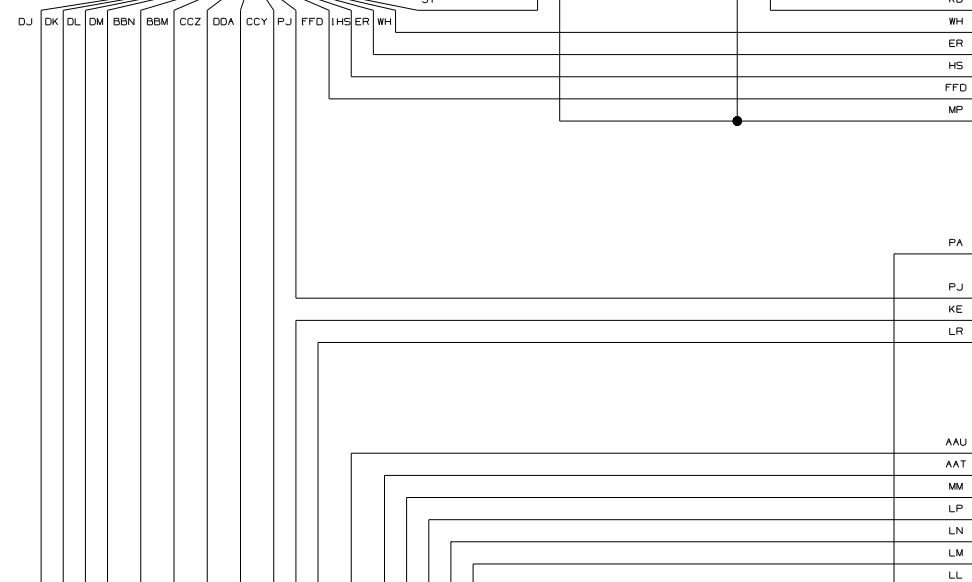 DJ DK DL DM BBN BBM CCZ DDA CCY PJ FFD HS ER WH
WH
ER
HS
FFD
MP
PA
PJ
KE
LR
AAU
AAT
MM
LP
LN
LM
LL